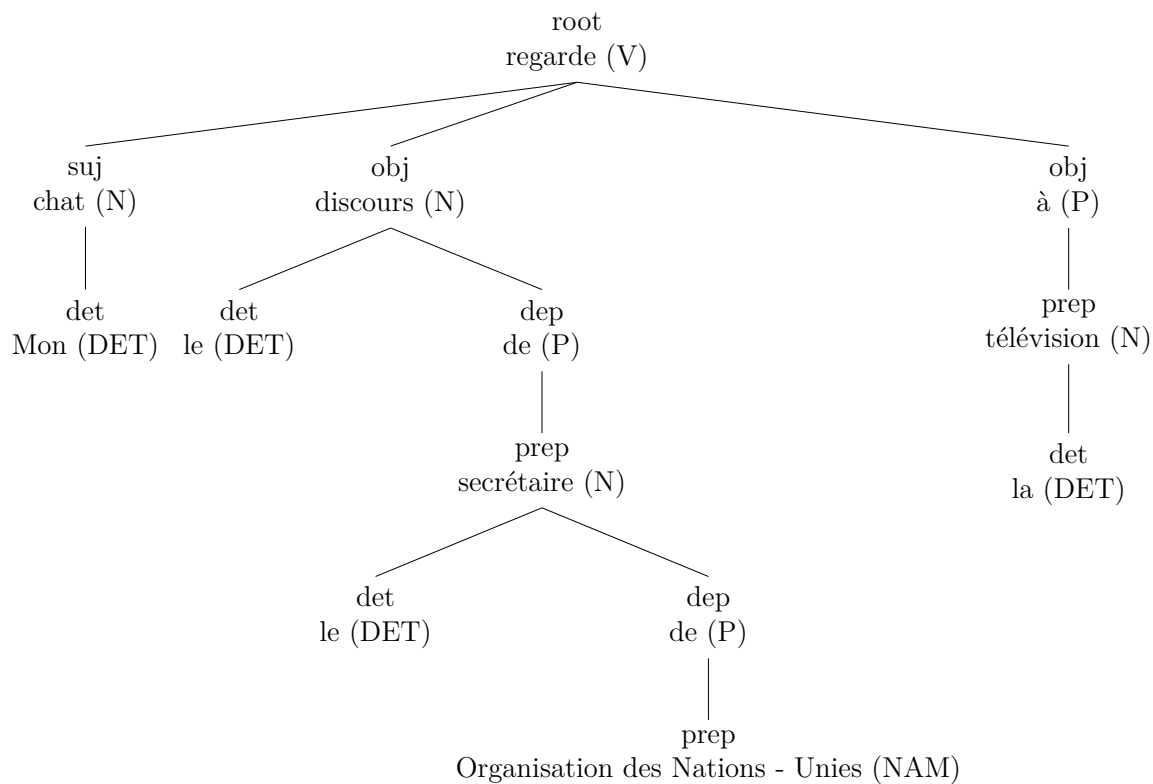 root
regarde (V)
suj
chat (N)
obj
discours (N)
obj
à (P)
det
Mon (DET)
det
le (DET)
dep
de (P)
prep
télévision (N)
prep
secrétaire (N)
det
la (DET)
det
le (DET)
dep
de (P)
prep
Organisation des Nations - Unies (NAM)